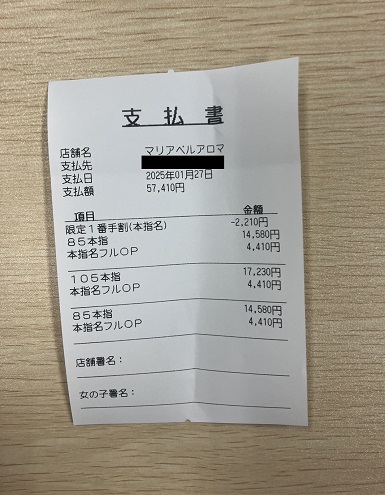 支払書
店舗名 マリアベルアロマ
支払先
支払日 2025年01月27日
支払額 57,410円
項目 金額
限定1番手割(本指名) -2,210円
85本指 14,580円
本指名フルOP 4,410円
105本指 17,230円
本指名フルOP 4,410円
85本指 14,580円
本指名フルOP 4,410円
店舗署名:
女の子署名: